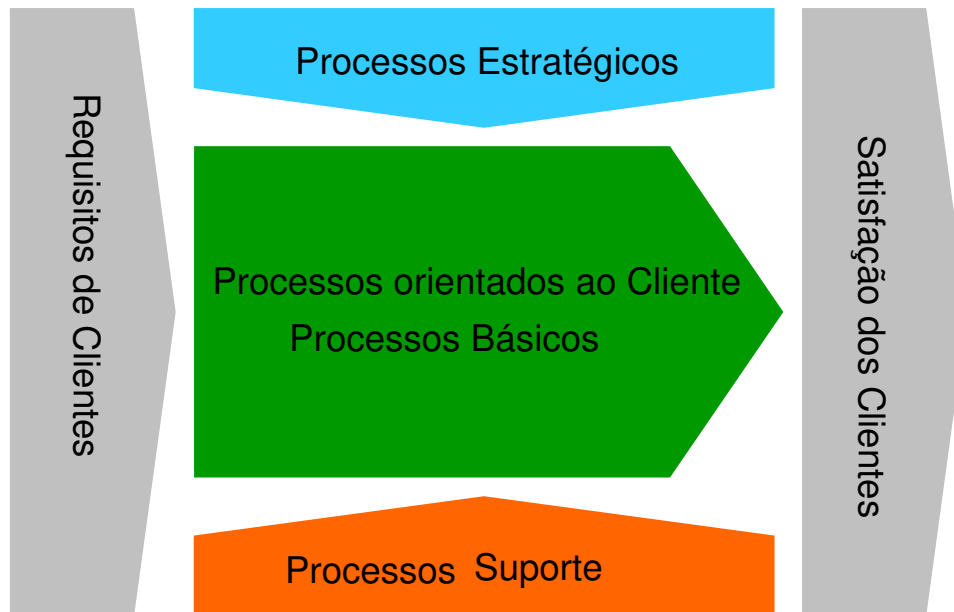 Requisitos de Clientes
Processos Estratégicos
Processos orientados ao Cliente
Processos Básicos
Processos Suporte
Satisfação dos Clientes